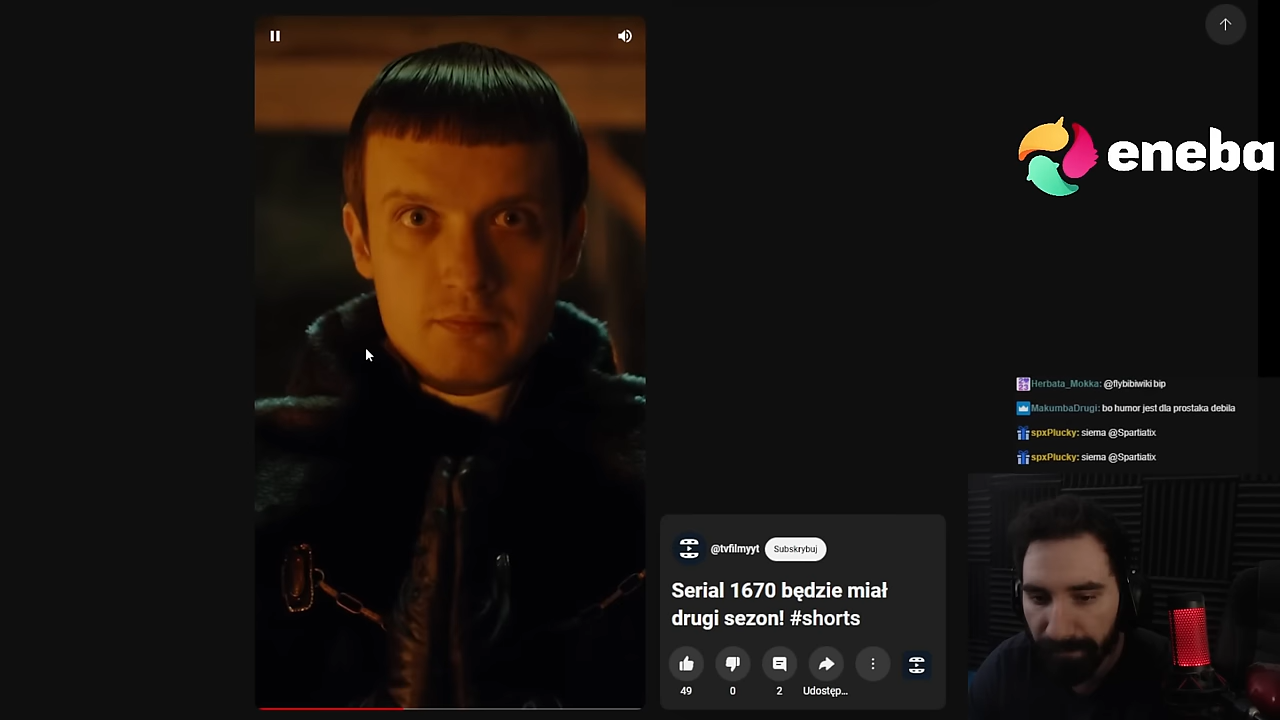 eneba
Herbata_Mokka: @flybibiwiki bip
MakumbaDrugi: bo humor jest dla prostaka debila
spxPlucky: siema @Spartiatix
spxPlucky: siema @Spartiatix
@tvfilmyyt Subskrybuj
Serial 1670 będzie miał
drugi sezon! #shorts
49 0 2 Udostęp...